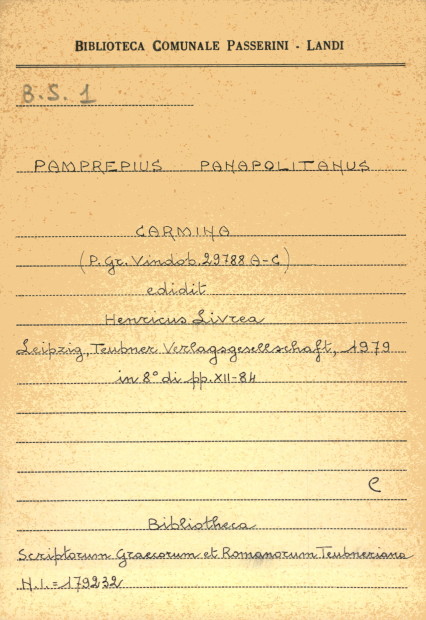 BIBLIOTECA COMUNALE PASSERINI - LANDI
B.S. 1
PAMPREPIUS PANAPOLITANUS
CARMINA
(P. Gr. Vindob. 29788 A-C)
edidit
Henricus Livrea
Leipzig, Teubner Verlagsgesellschaft, 1979
in 8° di pp. XII-84
e
Bibliotheca
Scriptorum Graecorum et Romanorum Teubneriana
N.I. = 179232